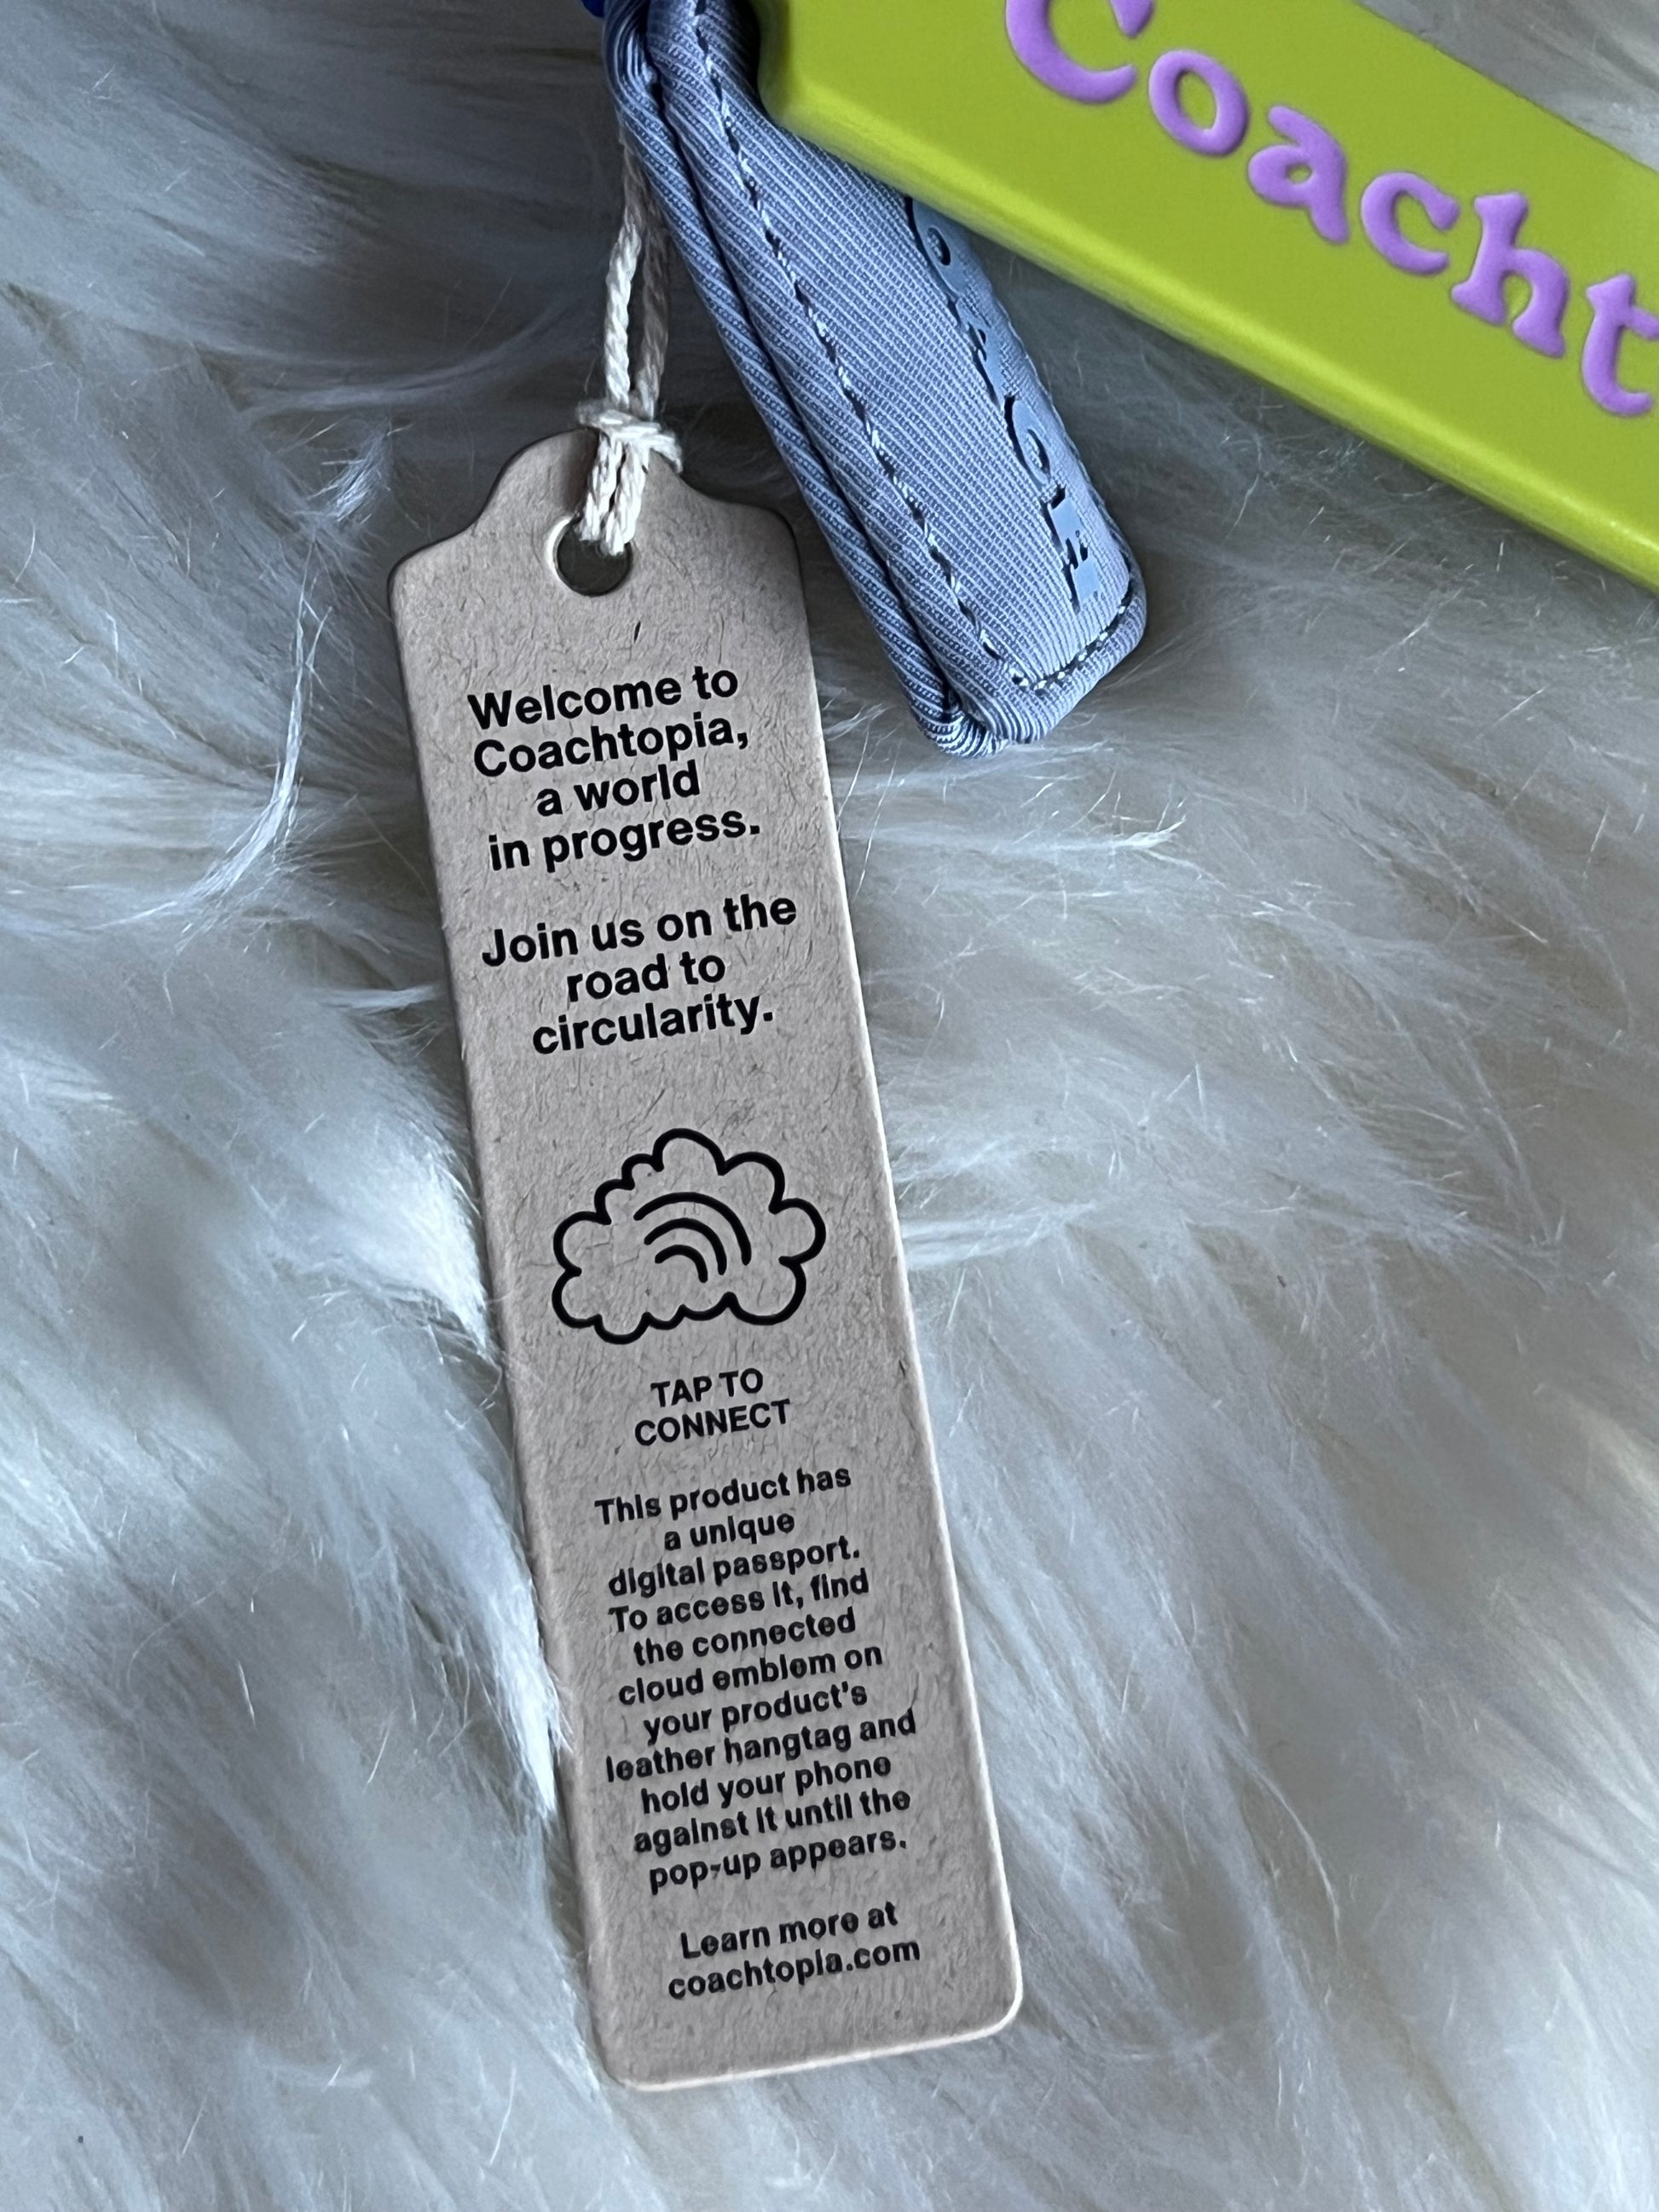 Coacht
Welcome to
Coachtopia,
a world
in progress.
Join us on the
road to
circularity.
TAP TO
CONNECT
This product has
a unique
digital passport.
To access it, find
the connected
cloud emblem on
your product's
leather hangtag and
hold your phone
against it until the
pop-up appears.
Learn more at
coachtopia.com